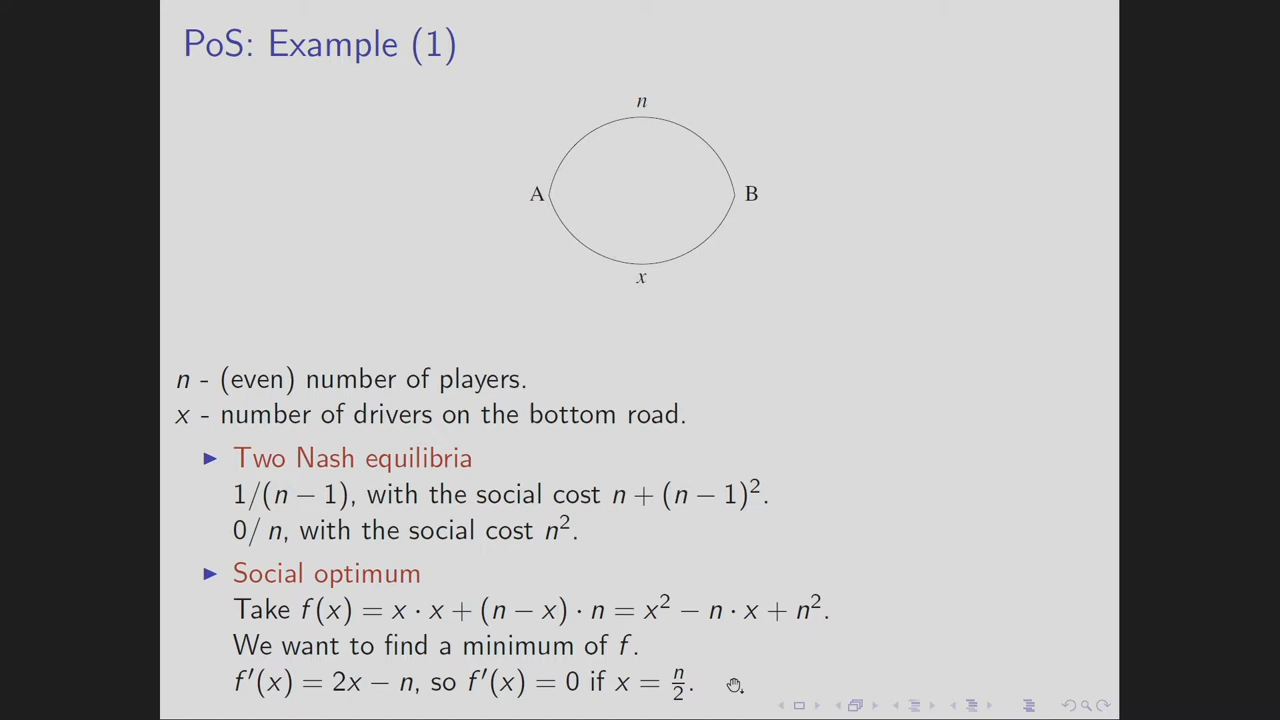 PoS: Example (1)
n
A
B
x
n - (even) number of players.
x - number of drivers on the bottom road.
Two Nash equilibria
1/(n − 1), with the social cost n + (n − 1)².
0/ n, with the social cost n².
Social optimum
Take f(x) = x · x + (n − x) · n = x² − n · x + n².
We want to find a minimum of f.
f′(x) = 2x − n, so f′(x) = 0 if x = n/2.